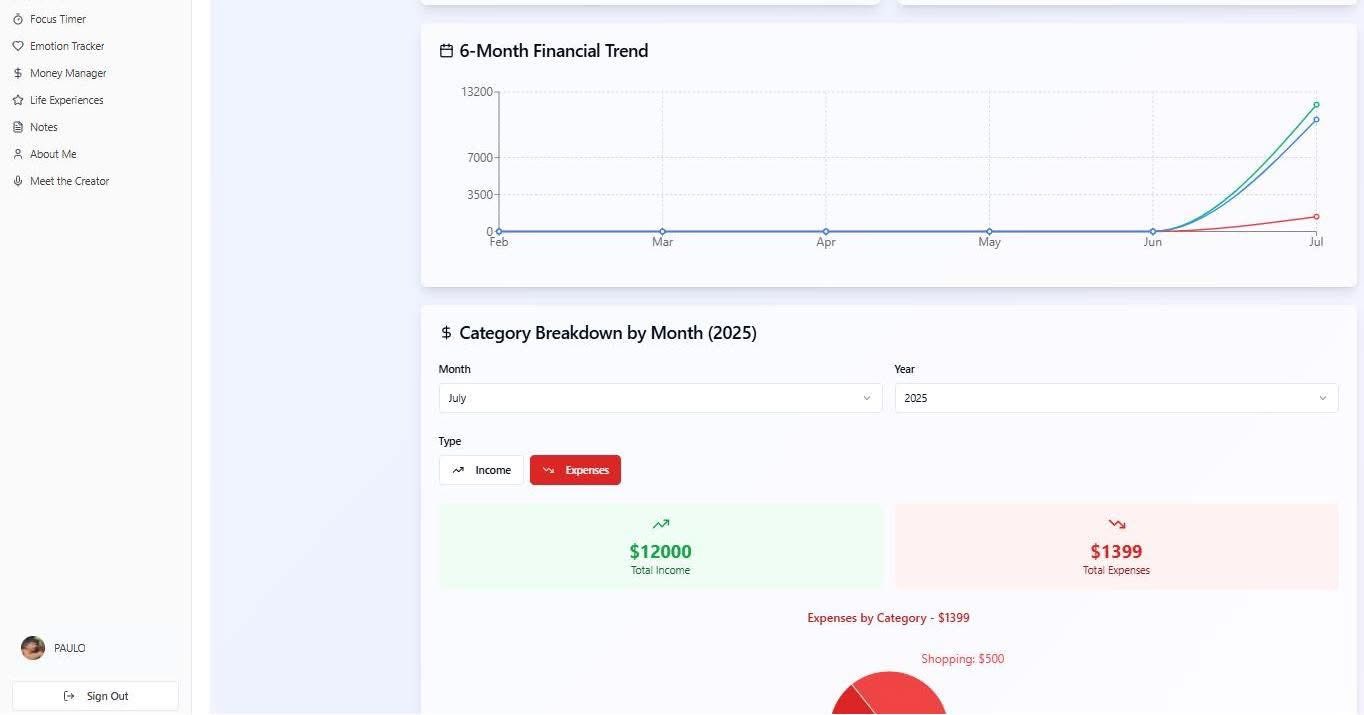 Focus Timer
Emotion Tracker
Money Manager
Life Experiences
Notes
About Me
Meet the Creator
PAULO
Sign Out
6-Month Financial Trend
13200
7000
3500
0
Feb Mar Apr May Jun Jul
$ Category Breakdown by Month (2025)
Month Year
July 2025
Type
Income Expenses
$12000 $1399
Total Income Total Expenses
Expenses by Category - $1399
Shopping: $500